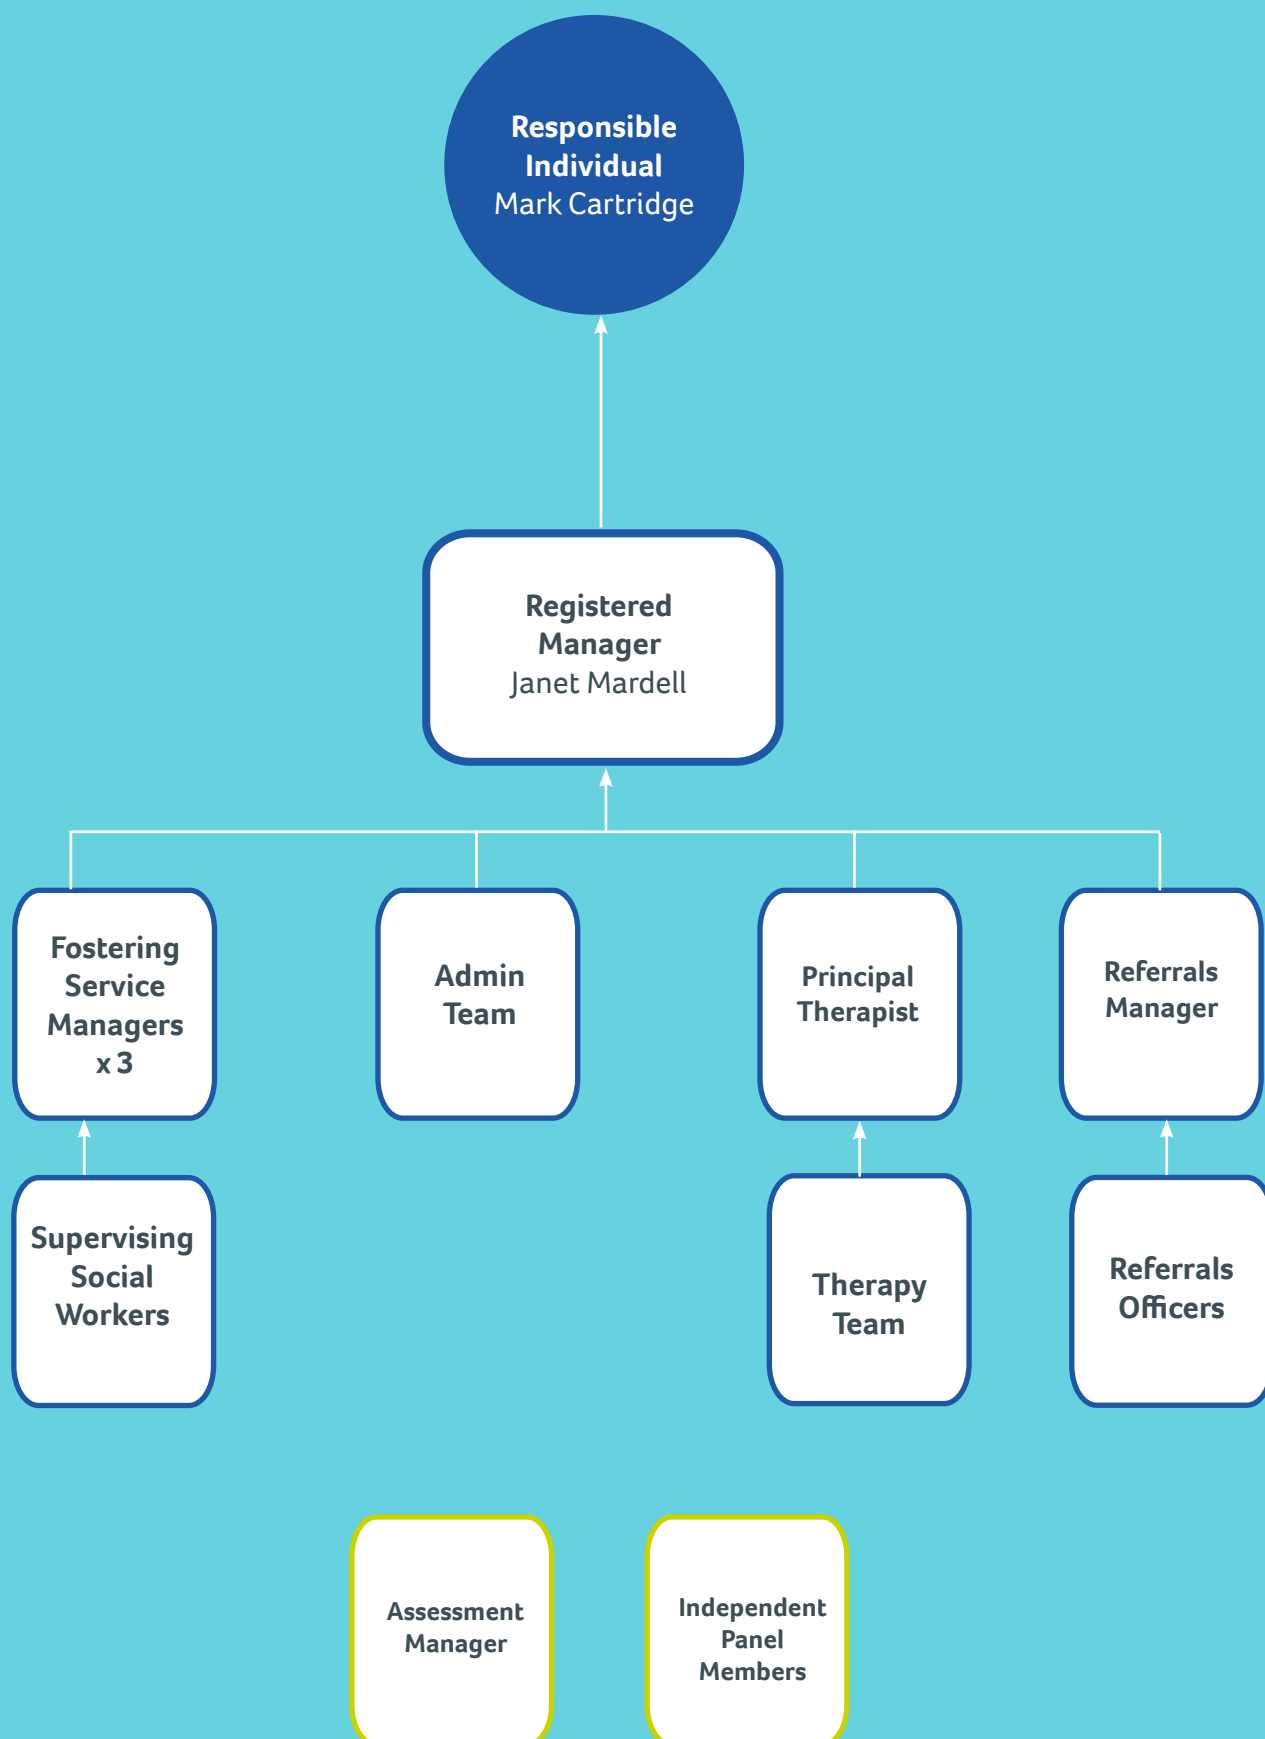 Responsible
Individual
Mark Cartridge
Registered
Manager
Janet Mardell
Fostering
Service
Managers
x 3
Admin
Team
Principal
Therapist
Referrals
Manager
Supervising
Social
Workers
Therapy
Team
Referrals
Officers
Assessment
Manager
Independent
Panel
Members